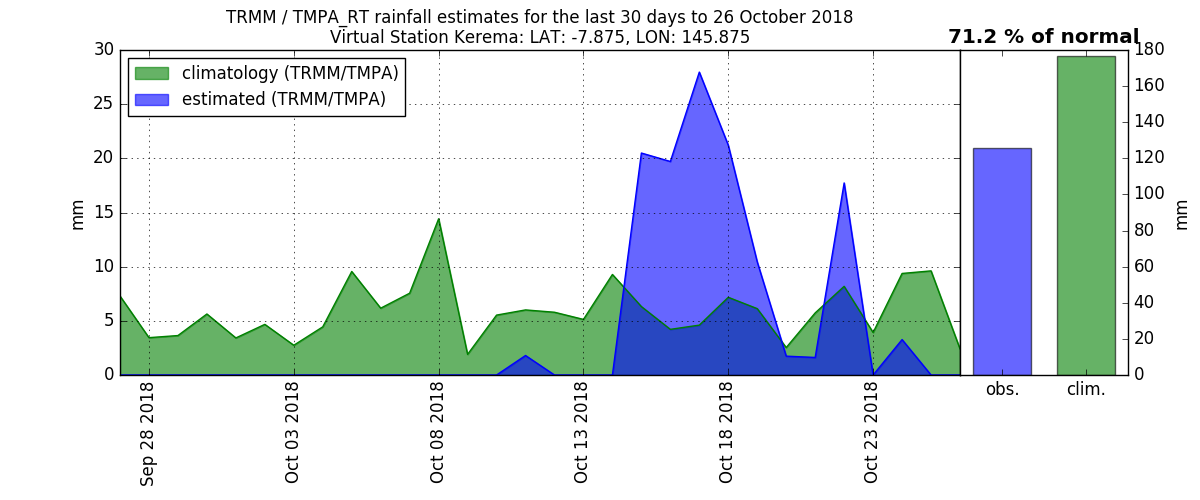 TRMM / TMPA_RT rainfall estimates for the last 30 days to 26 October 2018
Virtual Station Kerema: LAT: -7.875, LON: 145.875
71.2 % of normal
climatology (TRMM/TMPA)
estimated (TRMM/TMPA)
mm
30
25
20
15
10
5
0
Sep 28 2018
Oct 03 2018
Oct 08 2018
Oct 13 2018
Oct 18 2018
Oct 23 2018
obs.
clim.
180
160
140
120
100
80
60
40
20
0
mm